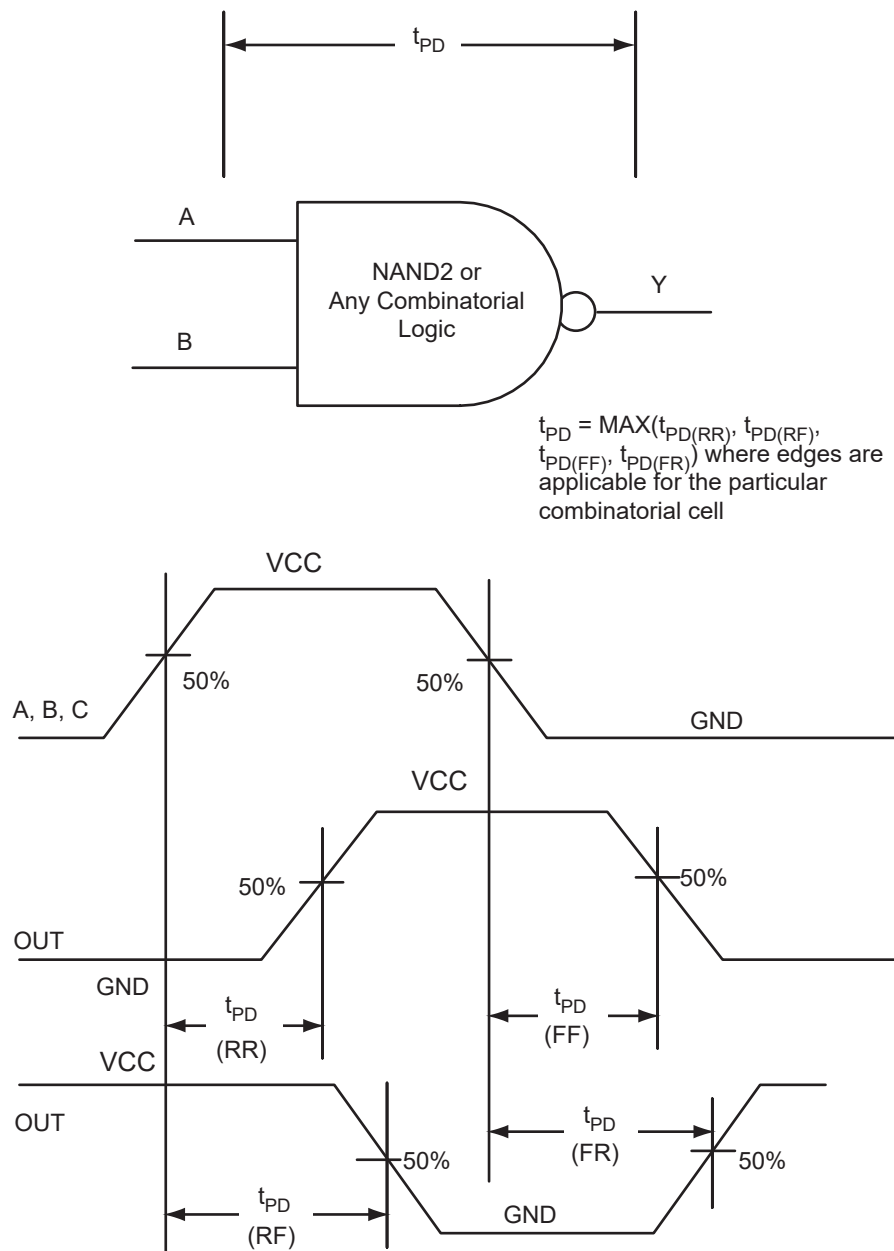 tPD
A
B
NAND2 or
Any Combinatorial
Logic
Y
tPD = MAX(tPD(RR), tPD(RF),
tPD(FF), tPD(FR)) where edges are
applicable for the particular
combinatorial cell
VCC
50%
50%
A, B, C
GND
VCC
50%
50%
OUT
GND
tPD
(RR)
tPD
(FF)
VCC
OUT
tPD
(FR)
50%
50%
tPD
(RF)
GND